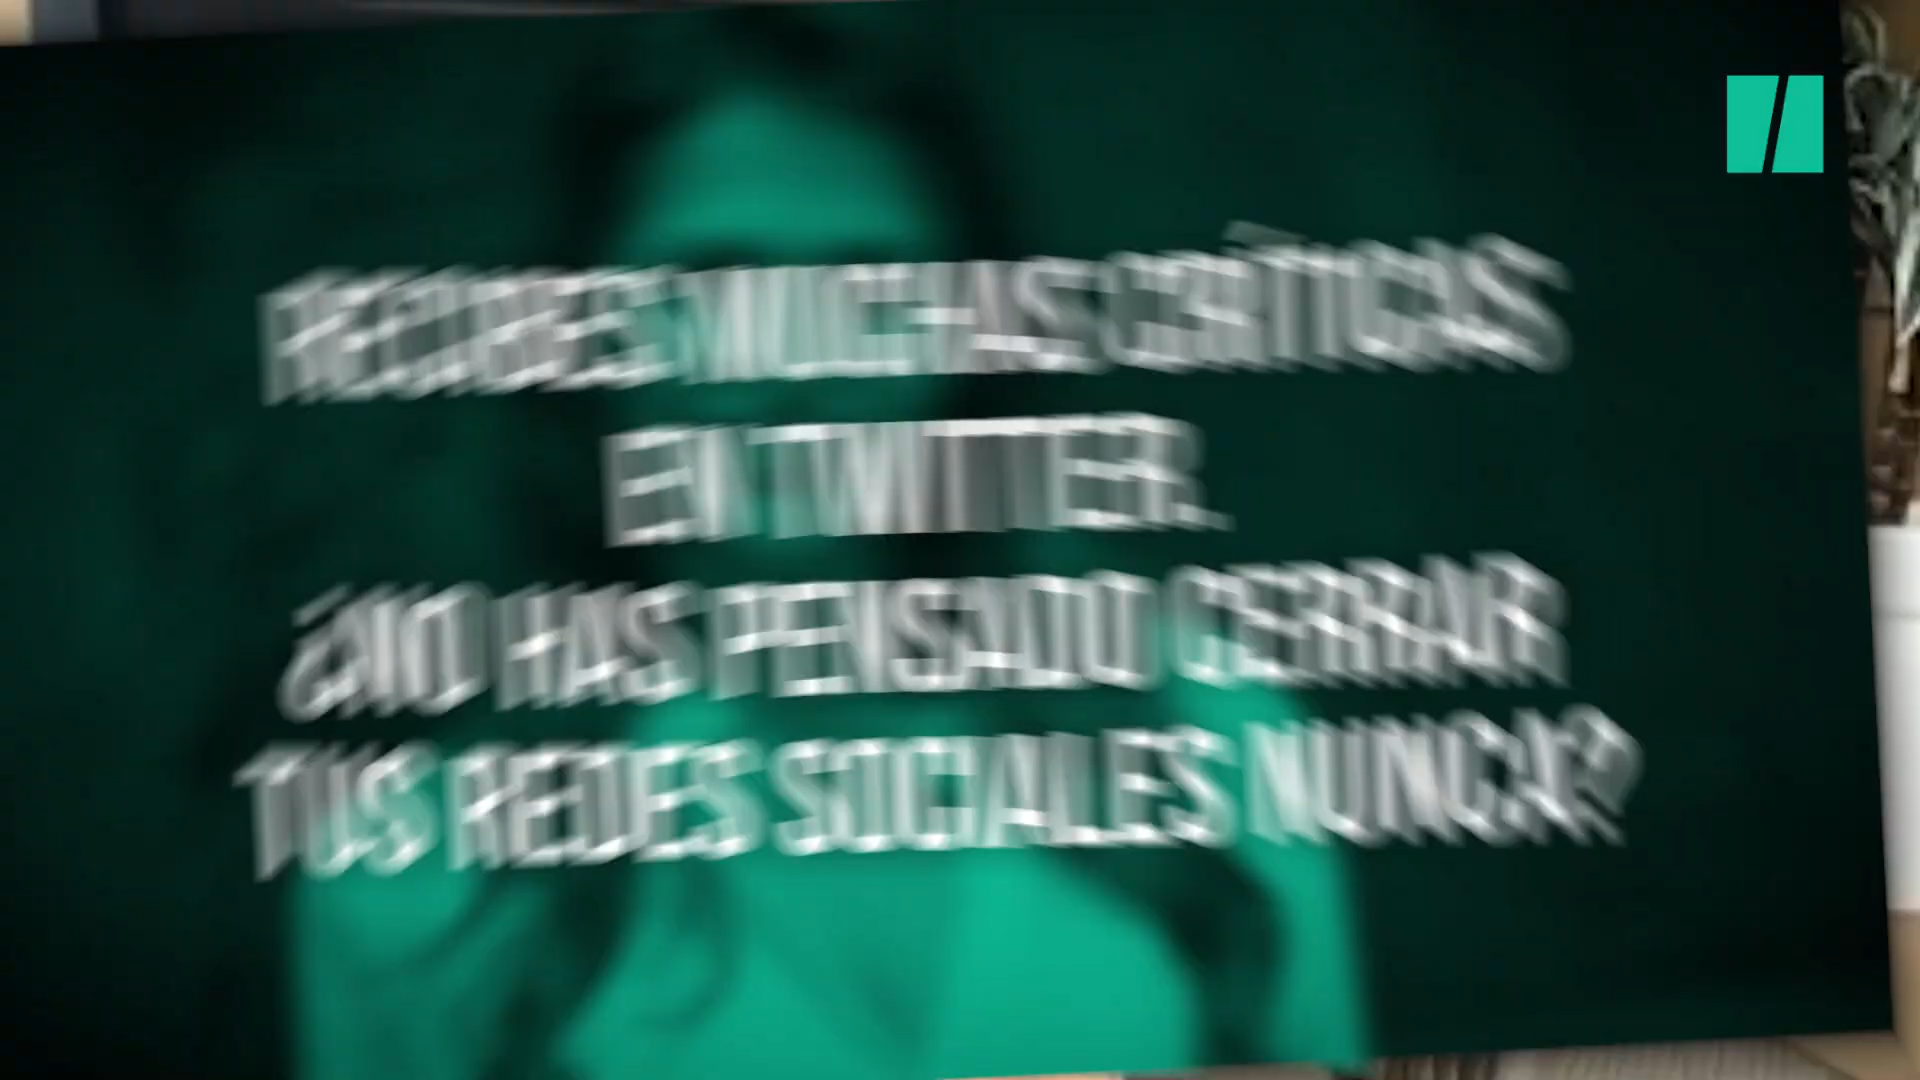 RECIBES MUCHAS CRÍTICAS
EN TWITTER.
¿NO HAS PENSADO CERRAR
TUS REDES SOCIALES NUNCA?